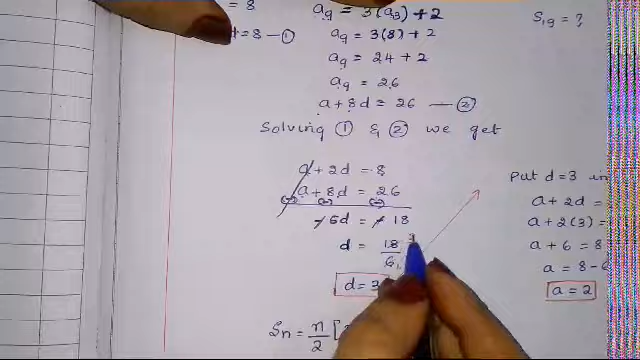 = 8
a₉ = 3(a₃) + 2
S₁₉ = ?
= 8 — ①
a₉ = 3(8) + 2
a₉ = 24 + 2
a₉ = 26
a + 8d = 26 — ②
Solving ① & ② we get
a + 2d = 8
a + 8d = 26
(-) (-) (-)
-6d = -18
d = 18/6
d = 3
Put d = 3 in
a + 2d =
a + 2(3) =
a + 6 = 8
a = 8 - 6
a = 2
Sn = n/2 [